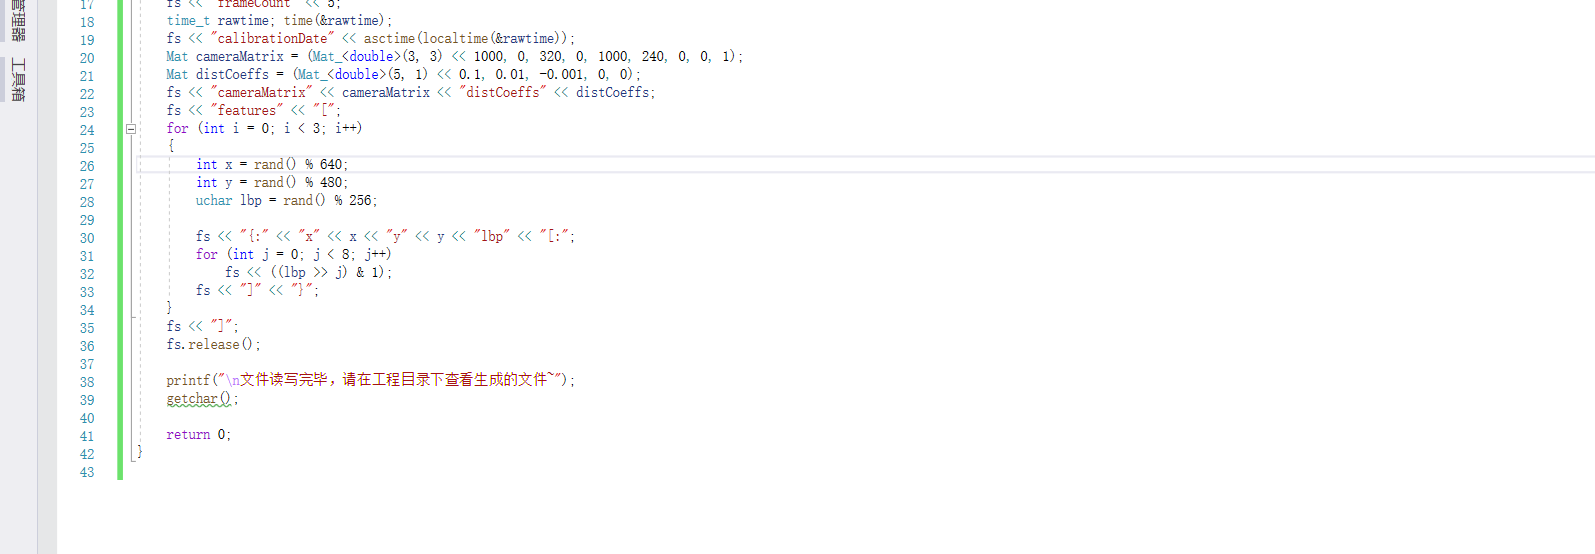 管理器
工具箱
17 fs << "frameCount" << 5;
18 time_t rawtime; time(&rawtime);
19 fs << "calibrationDate" << asctime(localtime(&rawtime));
20 Mat cameraMatrix = (Mat_<double>(3, 3) << 1000, 0, 320, 0, 1000, 240, 0, 0, 1);
21 Mat distCoeffs = (Mat_<double>(5, 1) << 0.1, 0.01, -0.001, 0, 0);
22 fs << "cameraMatrix" << cameraMatrix << "distCoeffs" << distCoeffs;
23 fs << "features" << "[";
24 for (int i = 0; i < 3; i++)
25 {
26 int x = rand() % 640;
27 int y = rand() % 480;
28 uchar lbp = rand() % 256;
29
30 fs << "{:" << "x" << x << "y" << y << "lbp" << "[:";
31 for (int j = 0; j < 8; j++)
32 fs << ((lbp >> j) & 1);
33 fs << "]" << "}";
34 }
35 fs << "]";
36 fs.release();
37
38 printf("\n文件读写完毕，请在工程目录下查看生成的文件~");
39 getchar();
40
41 return 0;
42 }
43